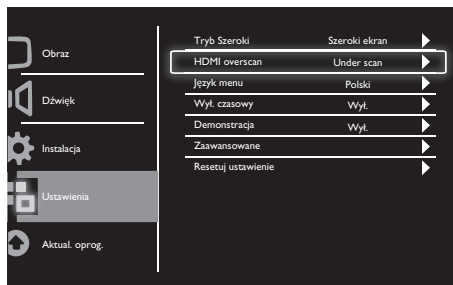 Obraz
Dźwięk
Instalacja
Ustawienia
Aktual. oprog.
Tryb Szeroki Szeroki ekran
HDMI overscan Under scan
Język menu Polski
Wył. czasowy Wył.
Demonstracja Wył.
Zaawansowane
Resetuj ustawienie